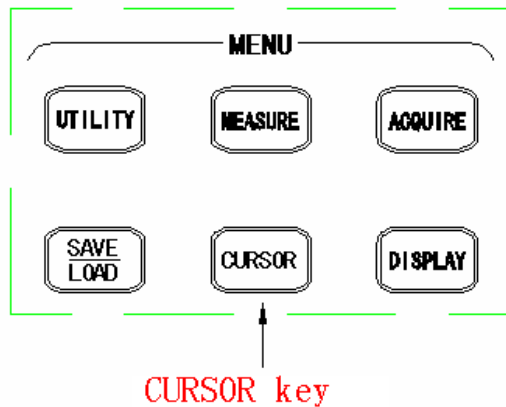 MENU
UTILITY MEASURE ACQUIRE
SAVE CURSOR DISPLAY
LOAD
CURSOR key